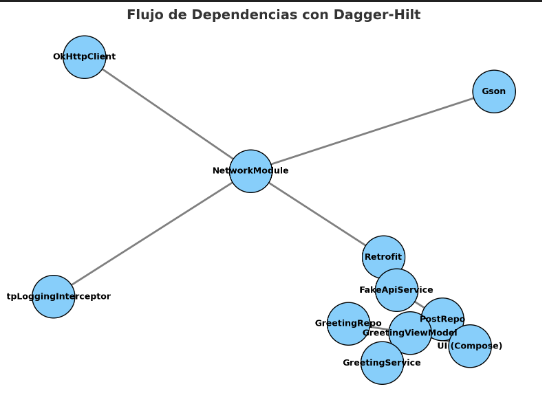 Flujo de Dependencias con Dagger-Hilt
OkHttpClient
Gson
NetworkModule
Retrofit
FakeApiService
tpLoggingInterceptor
PostRepo
GreetingRepo
GreetingViewModel
UI (Compose)
GreetingService